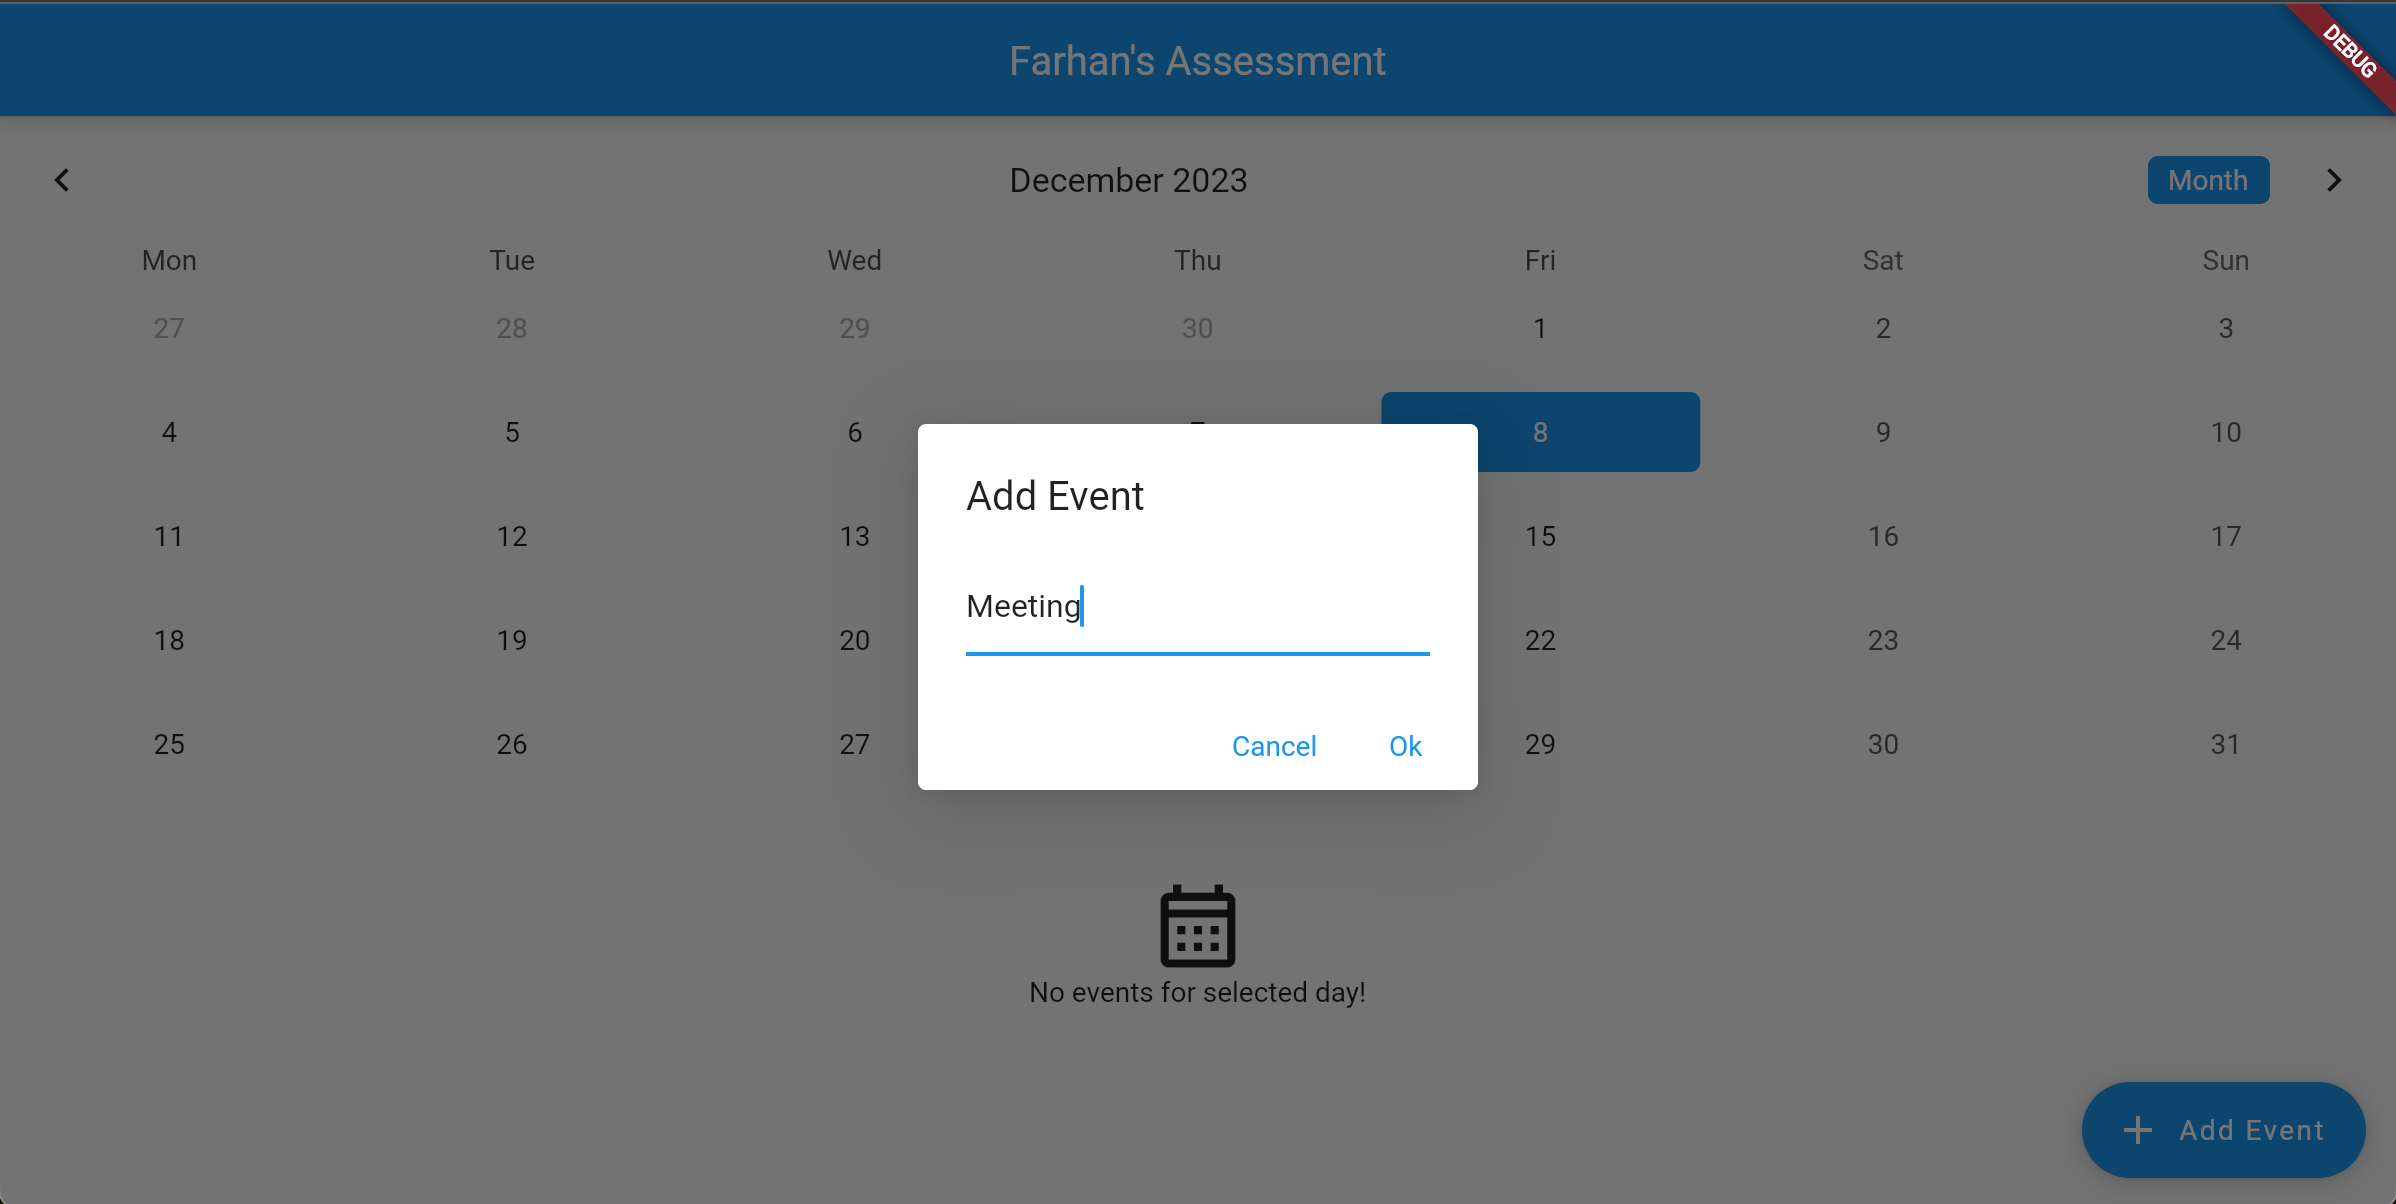 Farhan's Assessment
DEBUG
December 2023
Month
Mon Tue Wed Thu Fri Sat Sun
27 28 29 30 1 2 3
4 5 6 8 9 10
11 12 13 15 16 17
18 19 20 22 23 24
25 26 27 29 30 31
Add Event
Meeting
Cancel Ok
No events for selected day!
Add Event